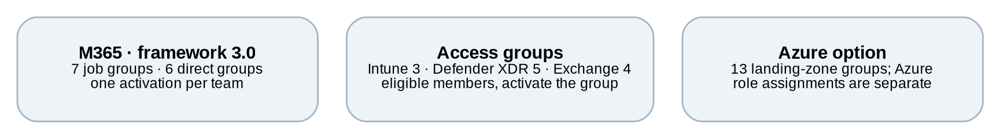 M365 · framework 3.0
7 job groups · 6 direct groups
one activation per team
Access groups
Intune 3 · Defender XDR 5 · Exchange 4
eligible members, activate the group
Azure option
13 landing-zone groups; Azure
role assignments are separate